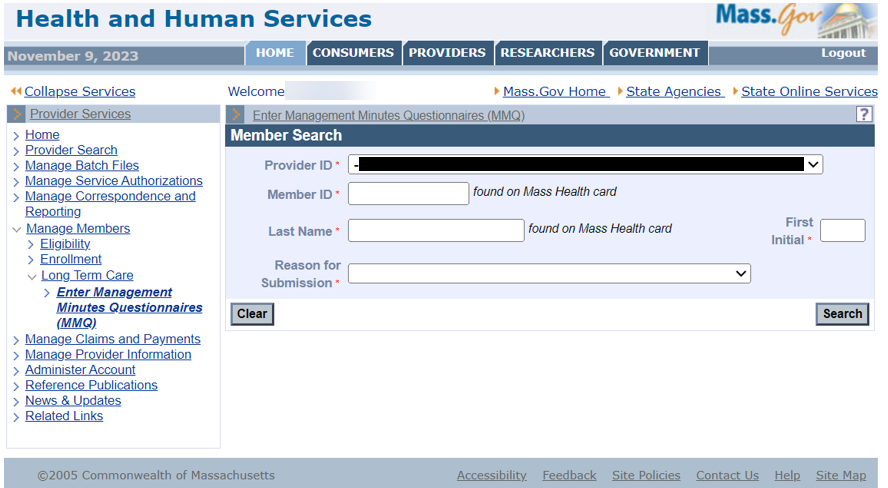 Health and Human Services
Mass.Gov
November 9, 2023
HOME
CONSUMERS
PROVIDERS
RESEARCHERS
GOVERNMENT
Logout
Collapse Services
Welcome
Mass.Gov Home
State Agencies
State Online Services
Provider Services
Home
Provider Search
Manage Batch Files
Manage Service Authorizations
Manage Correspondence and
Reporting
Manage Members
Eligibility
Enrollment
Long Term Care
Enter Management
Minutes Questionnaires
(MMQ)
Manage Claims and Payments
Manage Provider Information
Administer Account
Reference Publications
News & Updates
Related Links
Enter Management Minutes Questionnaires (MMQ)
?
Member Search
Provider ID *
-
Member ID *
found on Mass Health card
Last Name *
found on Mass Health card
First
Initial *
Reason for
Submission *
Clear
Search
©2005 Commonwealth of Massachusetts
Accessibility
Feedback
Site Policies
Contact Us
Help
Site Map